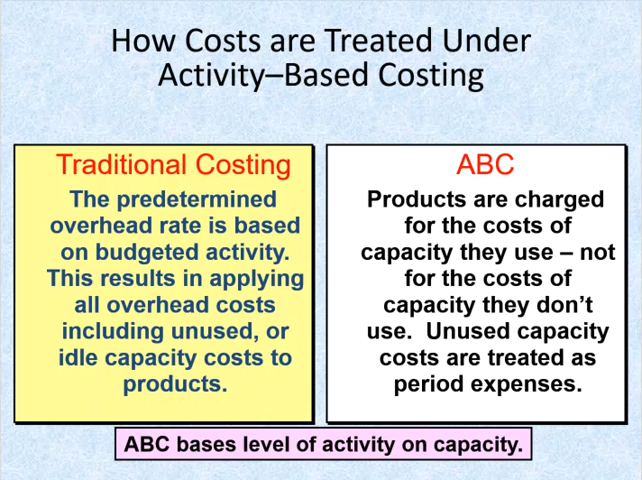 How Costs are Treated Under
Activity–Based Costing
Traditional Costing
The predetermined
overhead rate is based
on budgeted activity.
This results in applying
all overhead costs
including unused, or
idle capacity costs to
products.
ABC
Products are charged
for the costs of
capacity they use – not
for the costs of
capacity they don't
use.  Unused capacity
costs are treated as
period expenses.
ABC bases level of activity on capacity.